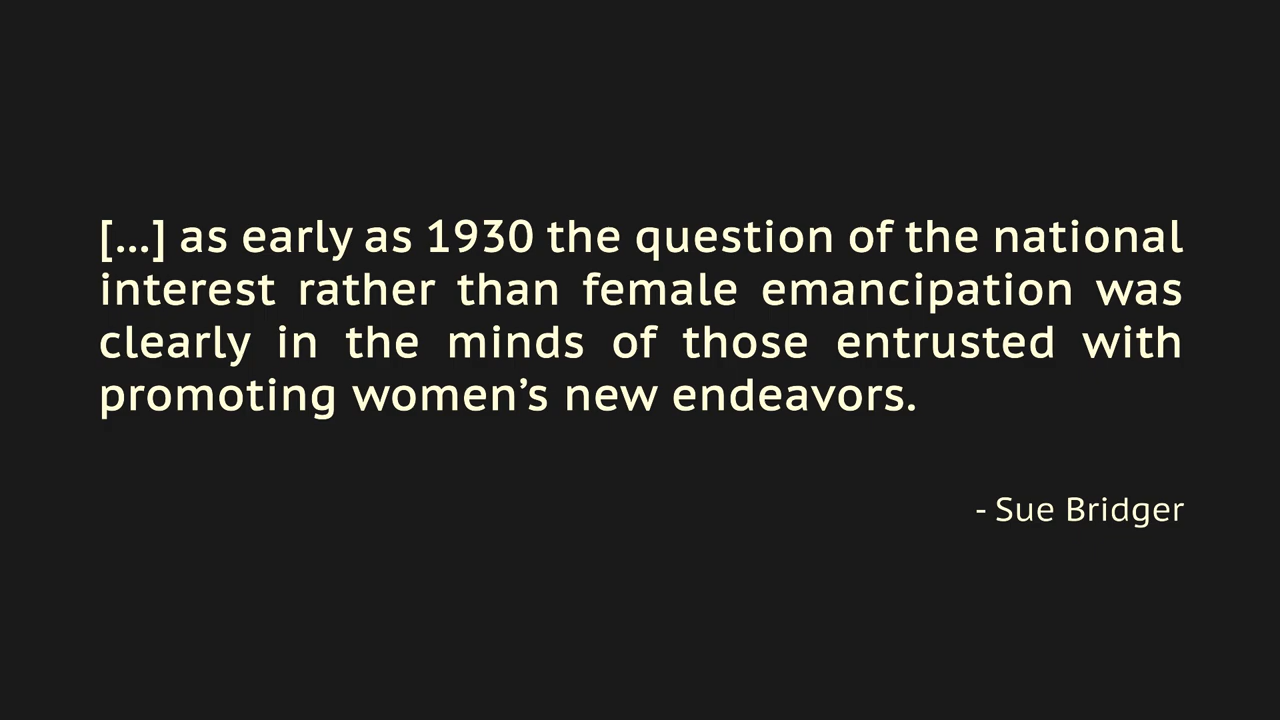 [...] as early as 1930 the question of the national
interest rather than female emancipation was
clearly in the minds of those entrusted with
promoting women’s new endeavors.
- Sue Bridger